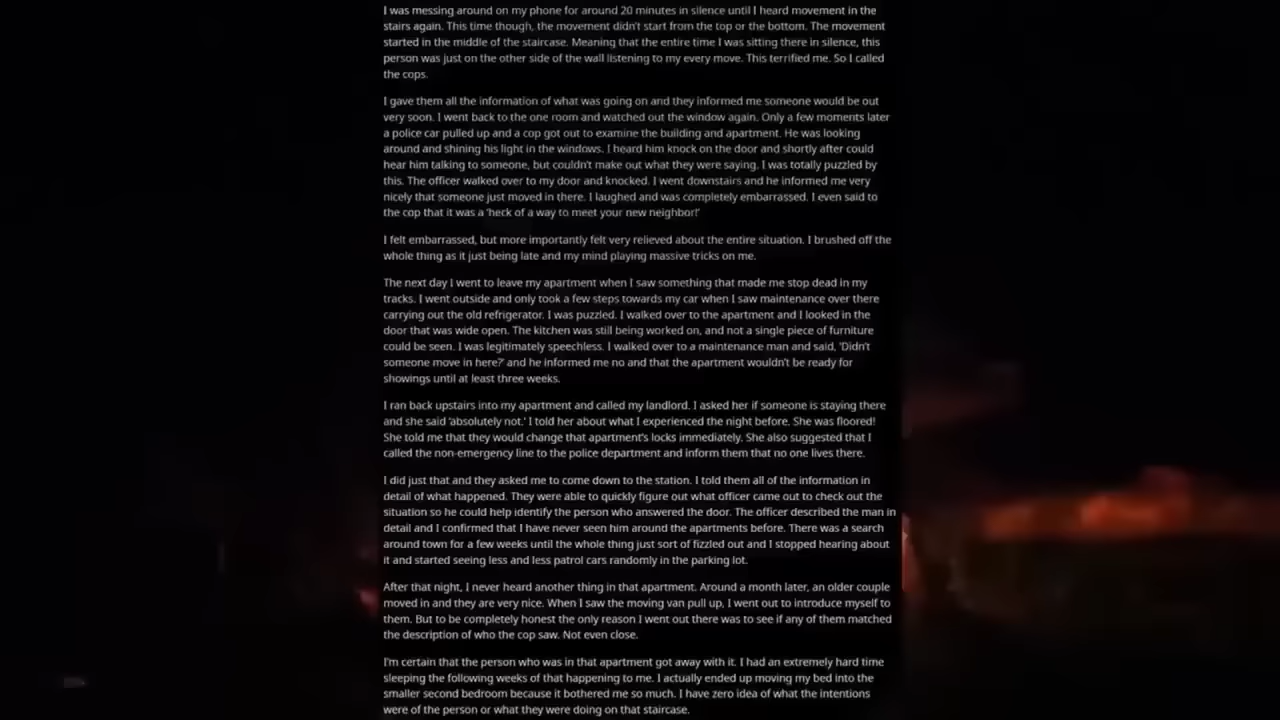 I was messing around on my phone for around 20 minutes in silence until I heard movement in the
stairs again. This time though, the movement didn't start from the top or the bottom. The movement
started in the middle of the staircase. Meaning that the entire time I was sitting there in silence, this
person was just on the other side of the wall listening to my every move. This terrified me. So I called
the cops.
I gave them all the information of what was going on and they informed me someone would be out
very soon. I went back to the one room and watched out the window again. Only a few moments later
a police car pulled up and a cop got out to examine the building and apartment. He was looking
around and shining his light in the windows. I heard him knock on the door and shortly after could
hear him talking to someone, but couldn't make out what they were saying. I was totally puzzled by
this. The officer walked over to my door and knocked. I went downstairs and he informed me very
nicely that someone just moved in there. I laughed and was completely embarrassed. I even said to
the cop that it was a 'heck of a way to meet your new neighbor!'
I felt embarrassed, but more importantly felt very relieved about the entire situation. I brushed off the
whole thing as it just being late and my mind playing massive tricks on me.
The next day I went to leave my apartment when I saw something that made me stop dead in my
tracks. I went outside and only took a few steps towards my car when I saw maintenance over there
carrying out the old refrigerator. I was puzzled. I walked over to the apartment and I looked in the
door that was wide open. The kitchen was still being worked on, and not a single piece of furniture
could be seen. I was legitimately speechless. I walked over to a maintenance man and said, 'Didn't
someone move in here?' and he informed me no and that the apartment wouldn't be ready for
showings until at least three weeks.
I ran back upstairs into my apartment and called my landlord. I asked her if someone is staying there
and she said 'absolutely not.' I told her about what I experienced the night before. She was floored!
She told me that they would change that apartment's locks immediately. She also suggested that I
called the non-emergency line to the police department and inform them that no one lives there.
I did just that and they asked me to come down to the station. I told them all of the information in
detail of what happened. They were able to quickly figure out what officer came out to check out the
situation so he could help identify the person who answered the door. The officer described the man in
detail and I confirmed that I have never seen him around the apartments before. There was a search
around town for a few weeks until the whole thing just sort of fizzled out and I stopped hearing about
it and started seeing less and less patrol cars randomly in the parking lot.
After that night, I never heard another thing in that apartment. Around a month later, an older couple
moved in and they are very nice. When I saw the moving van pull up, I went out to introduce myself to
them. But to be completely honest the only reason I went out there was to see if any of them matched
the description of who the cop saw. Not even close.
I'm certain that the person who was in that apartment got away with it. I had an extremely hard time
sleeping the following weeks of that happening to me. I actually ended up moving my bed into the
smaller second bedroom because it bothered me so much. I have zero idea of what the intentions
were of the person or what they were doing on that staircase.